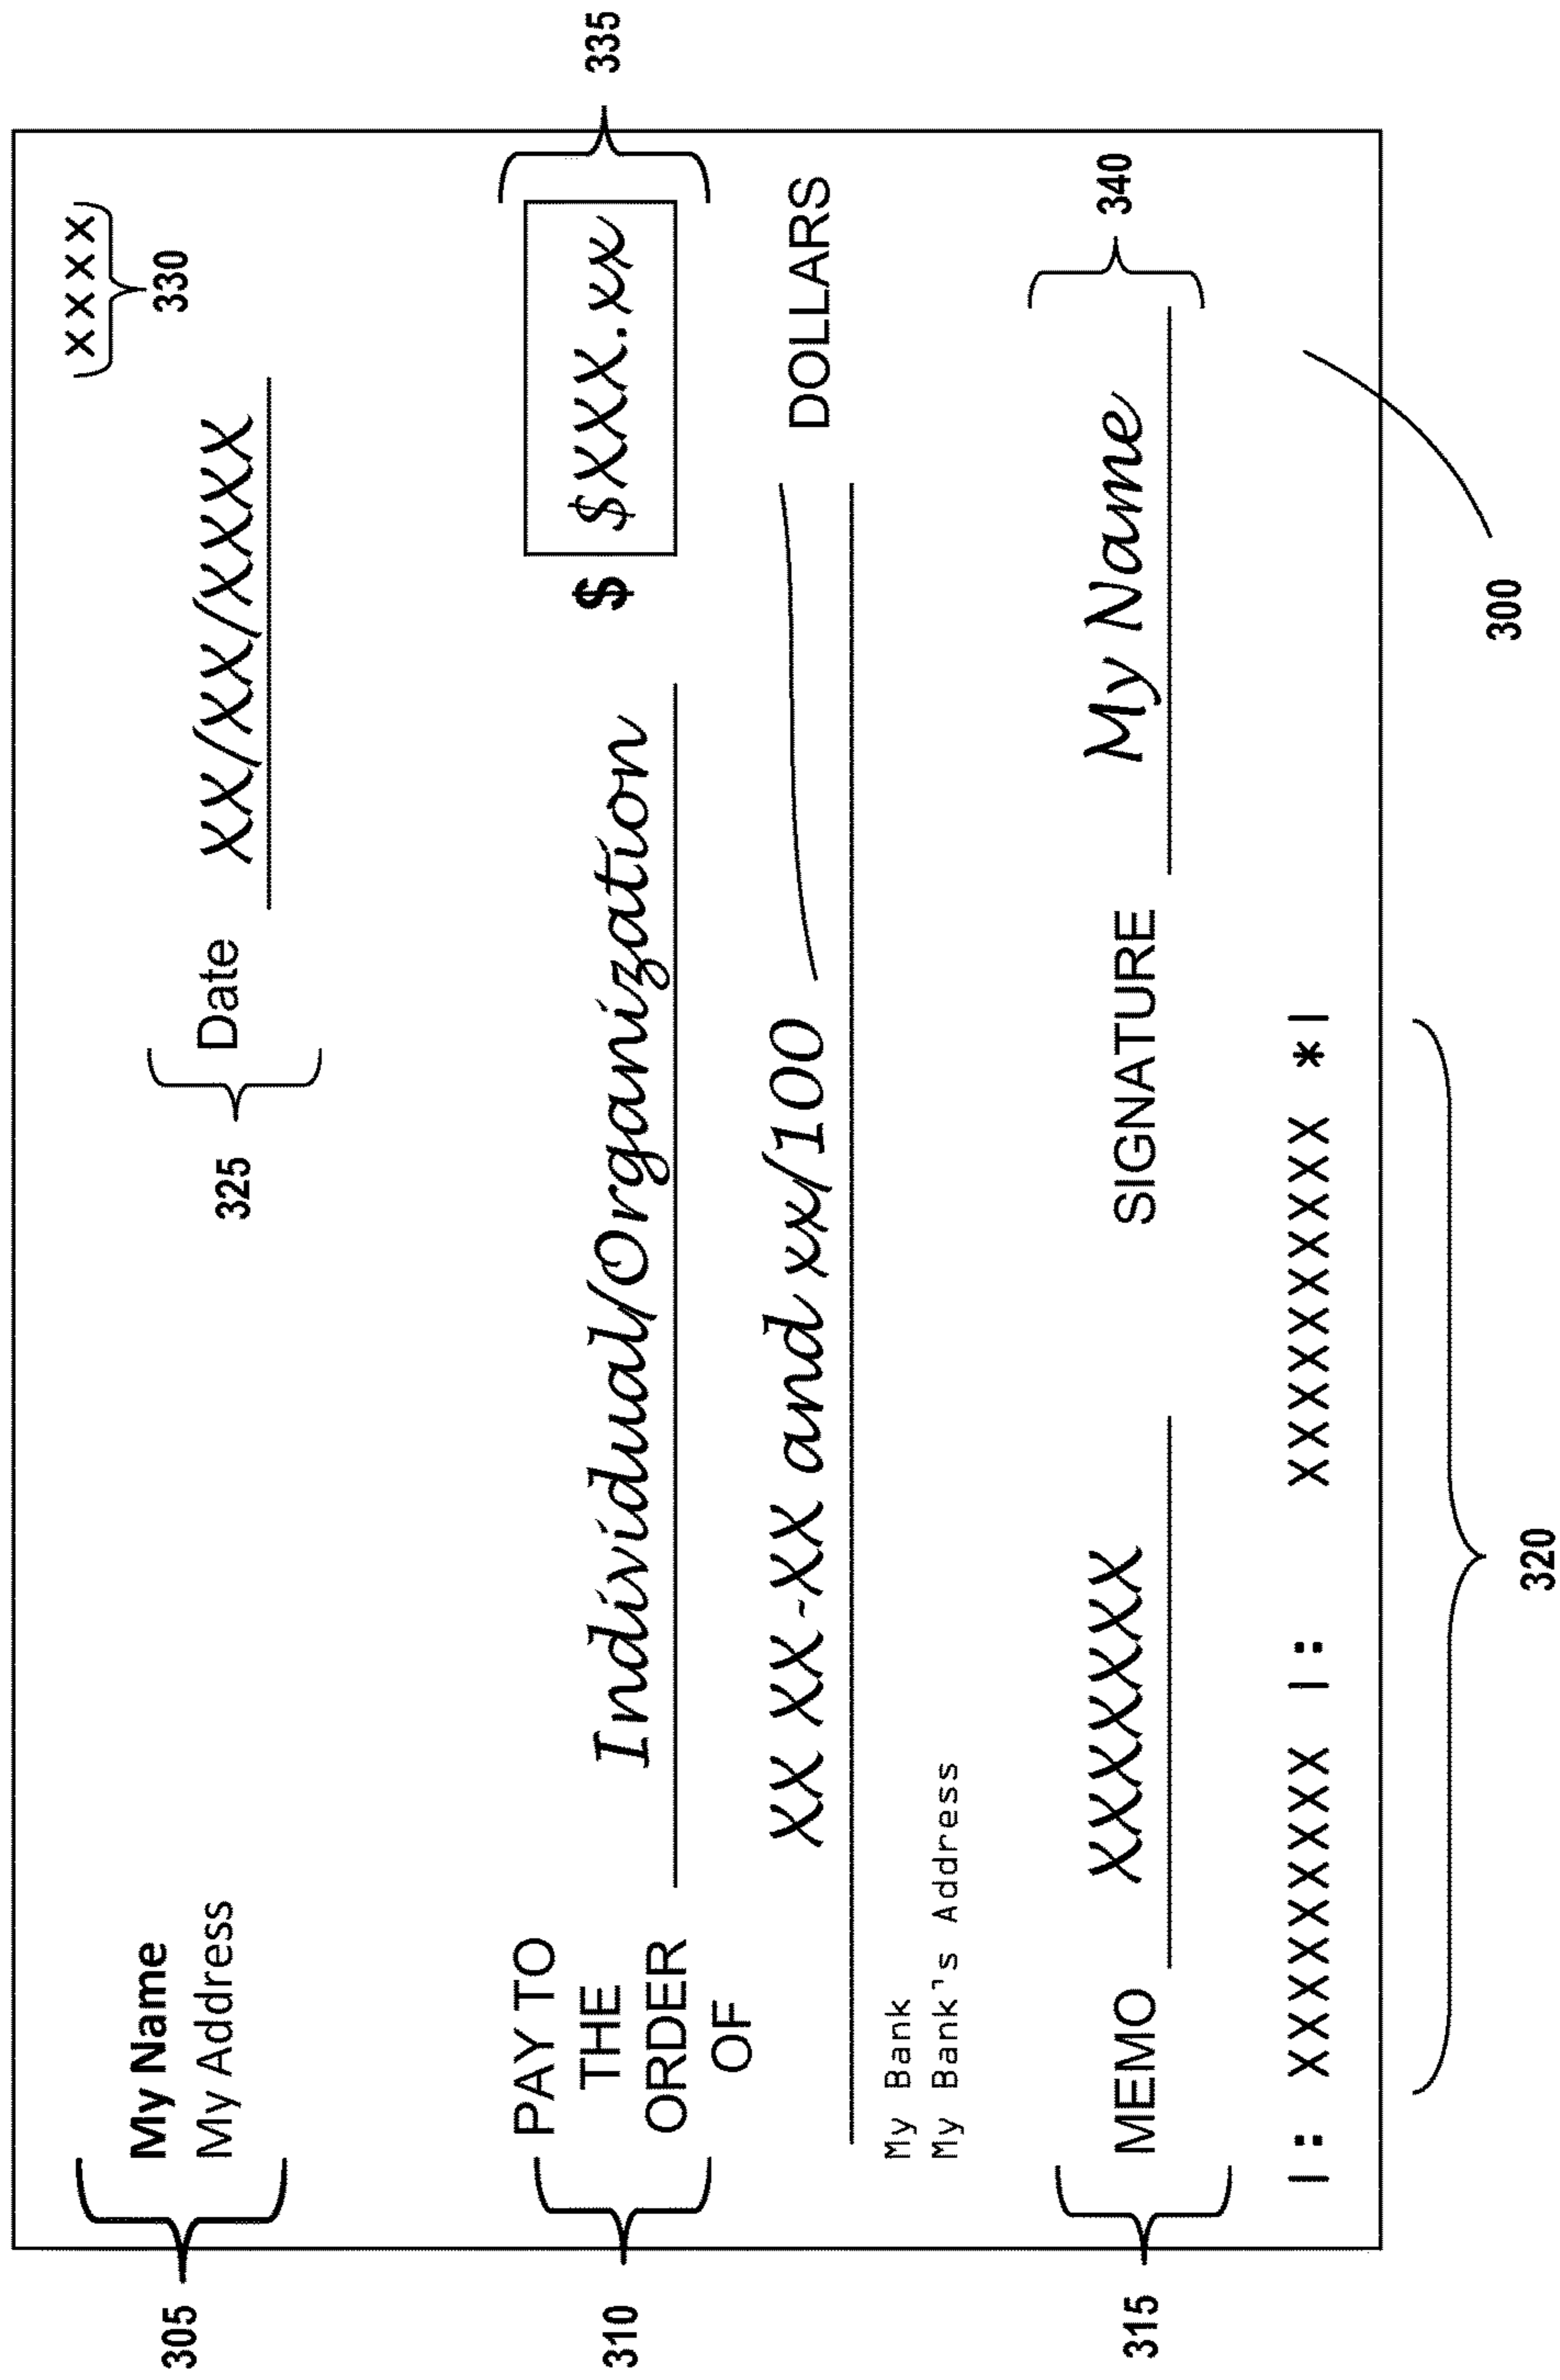 xxxx
330
My Name
My Address
305
325
Date xx/xx/xxxx
335
PAY TO
THE
ORDER
OF
310
Individual/Organization
$ $xxx.xx
xx xx-xx and xx/100
DOLLARS
My Bank
My Bank's Address
315
MEMO xxxxxxx
SIGNATURE My Name
340
|: xxxxxxxxx |: xxxxxxxxxx *|
320
300